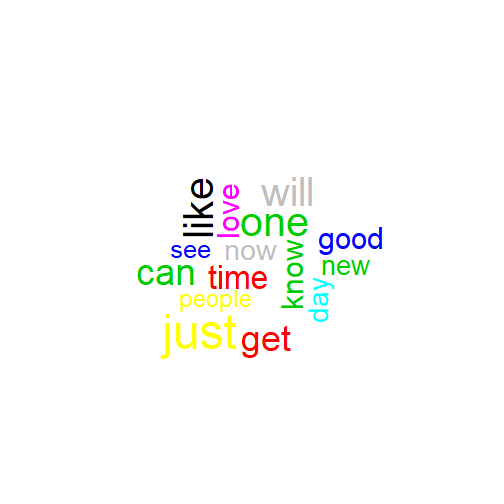 like
love
will
one
good
see
now
know
new
can
time
day
people
just
get